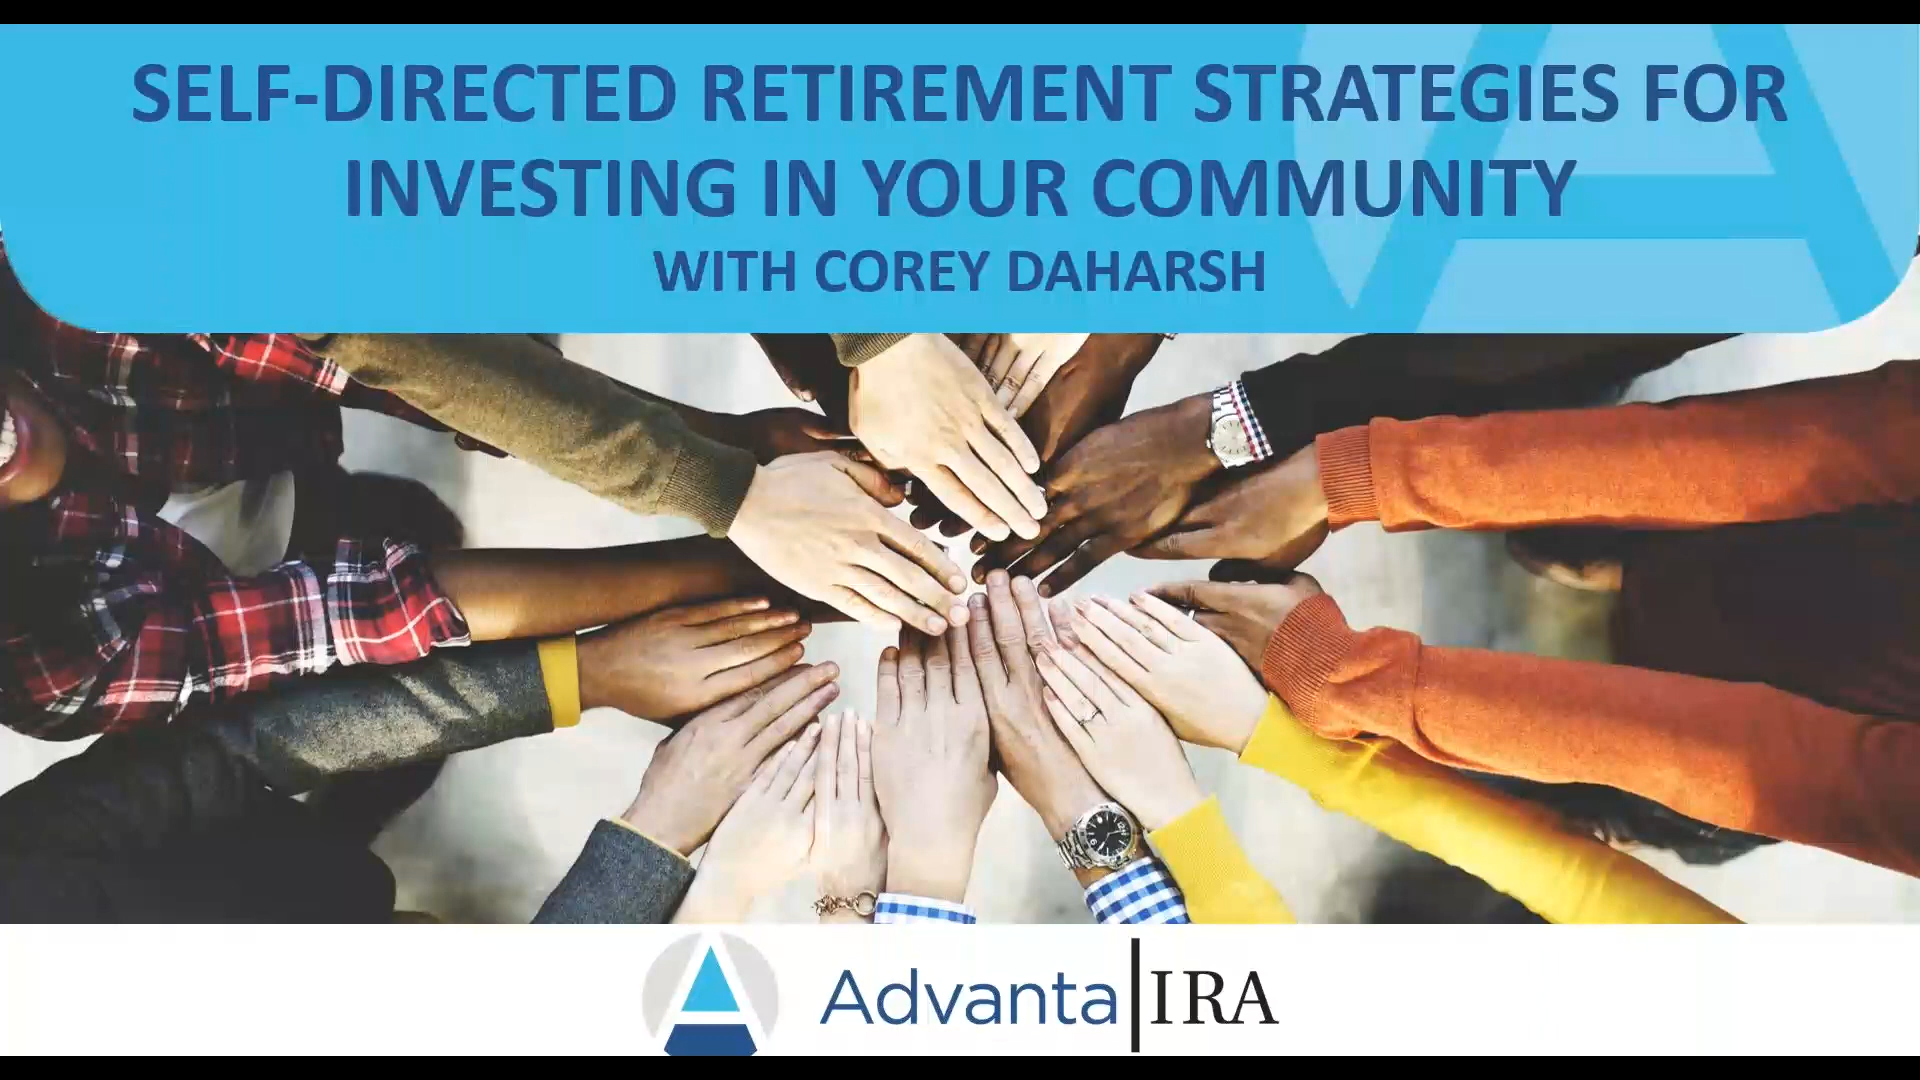 SELF-DIRECTED RETIREMENT STRATEGIES FOR
INVESTING IN YOUR COMMUNITY
WITH COREY DAHARSH
Advanta IRA